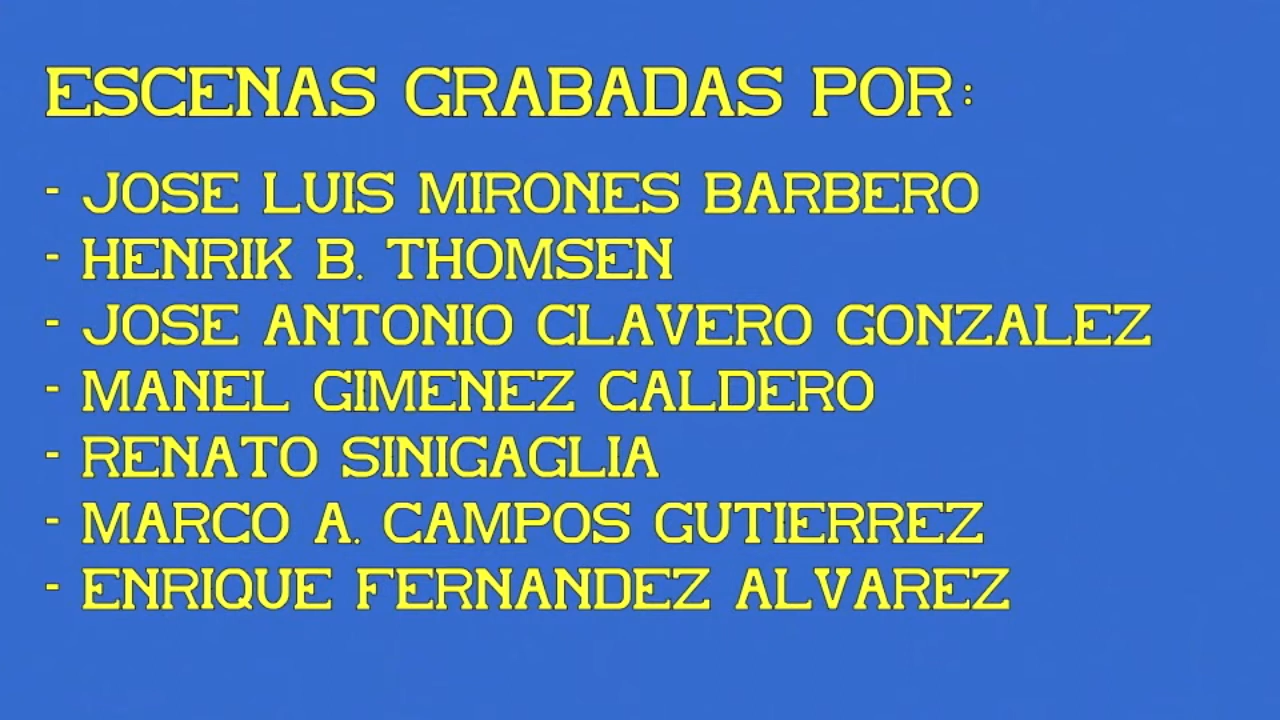 ESCENAS GRABADAS POR:
- JOSE LUIS MIRONES BARBERO
- HENRIK B. THOMSEN
- JOSE ANTONIO CLAVERO GONZALEZ
- MANEL GIMENEZ CALDERO
- RENATO SINIGAGLIA
- MARCO A. CAMPOS GUTIERREZ
- ENRIQUE FERNANDEZ ALVAREZ